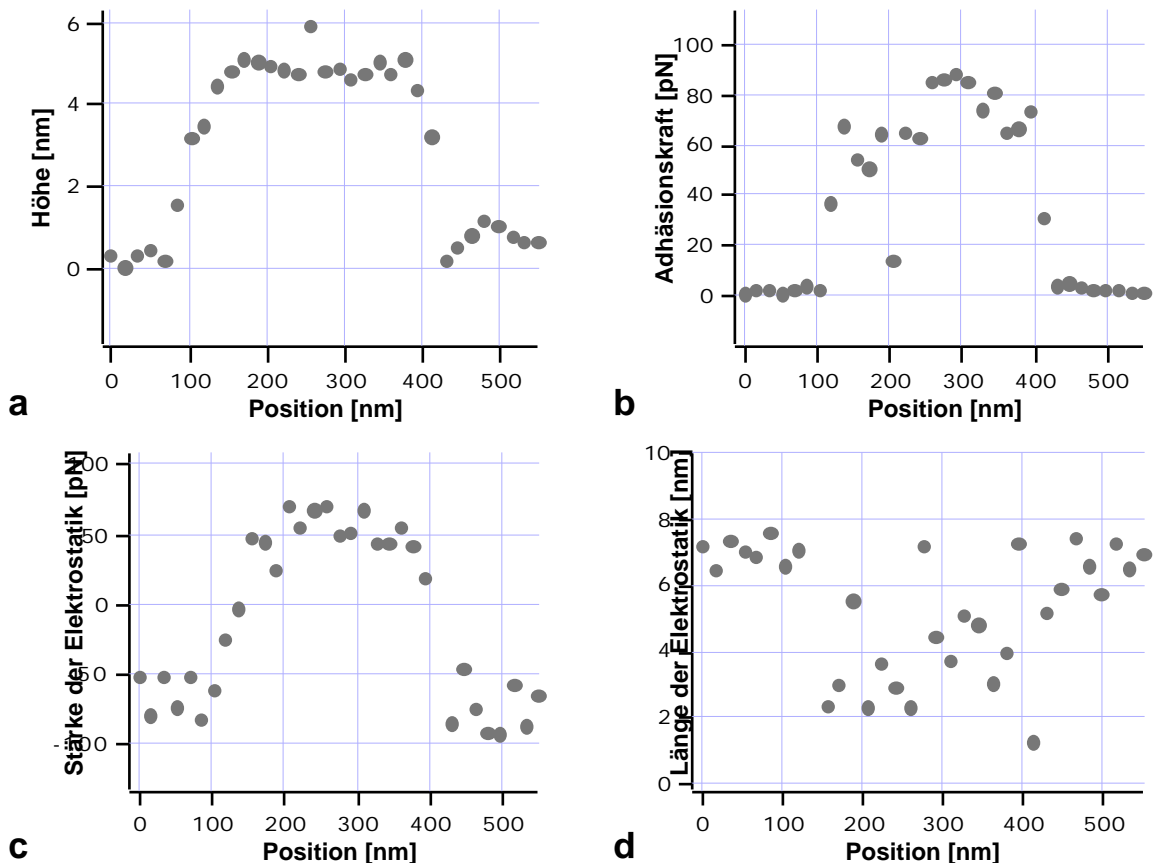 6
4
2
0
Höhe [nm]
0 100 200 300 400 500
Position [nm]
a
100
80
60
40
20
0
Adhäsionskraft [pN]
0 100 200 300 400 500
Position [nm]
b
100
50
0
-50
-100
Stärke der Elektrostatik [pN]
0 100 200 300 400 500
Position [nm]
c
10
8
6
4
2
0
Länge der Elektrostatik [nm]
0 100 200 300 400 500
Position [nm]
d